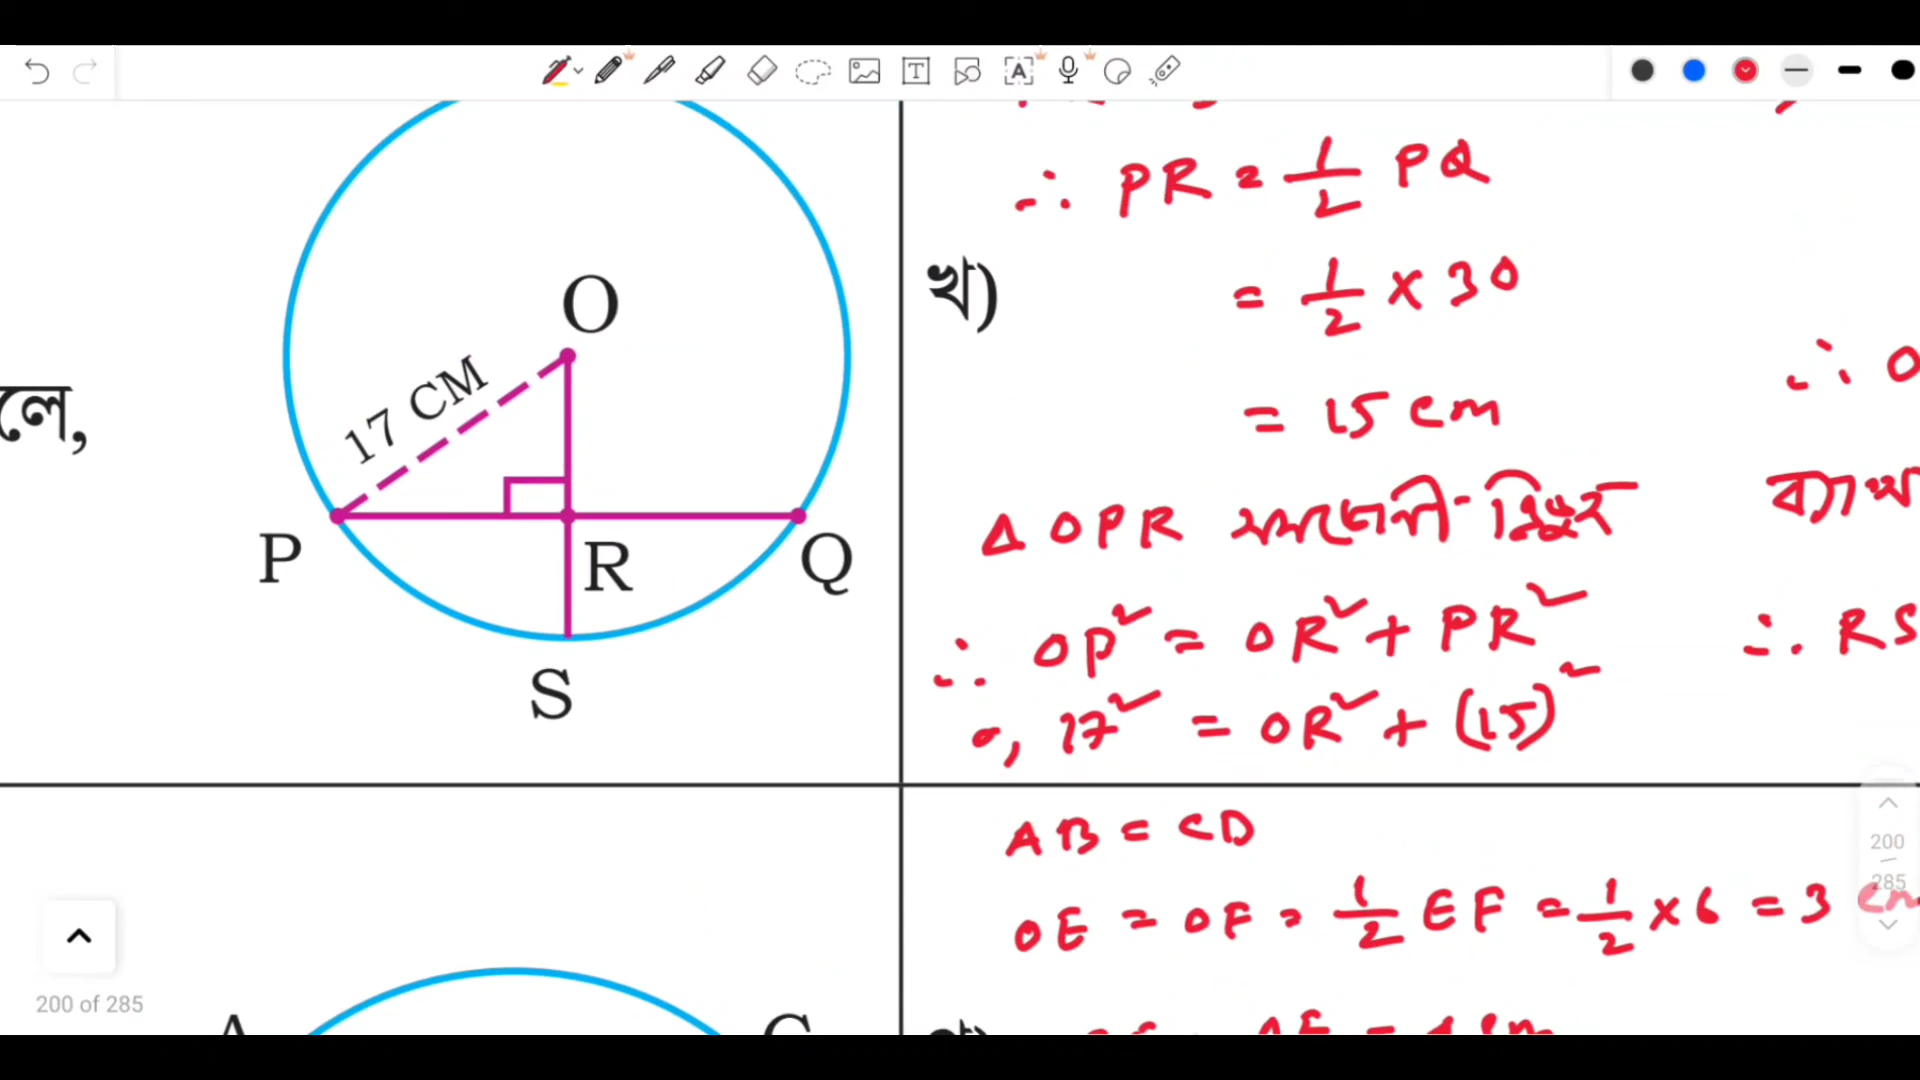 ∴ PR = 1/2 PQ
খ)
= 1/2 × 30
= 15 cm
∴ O
লে,
O
17 CM
P
R
Q
S
Δ OPR সমকোণী
∴ OP² = OR² + PR²
∴ RS
17² = OR² + (15)²
AB = CD
OE = OF = 1/2 EF = 1/2 × 6 = 3 cm
200
285
200 of 285
A
C